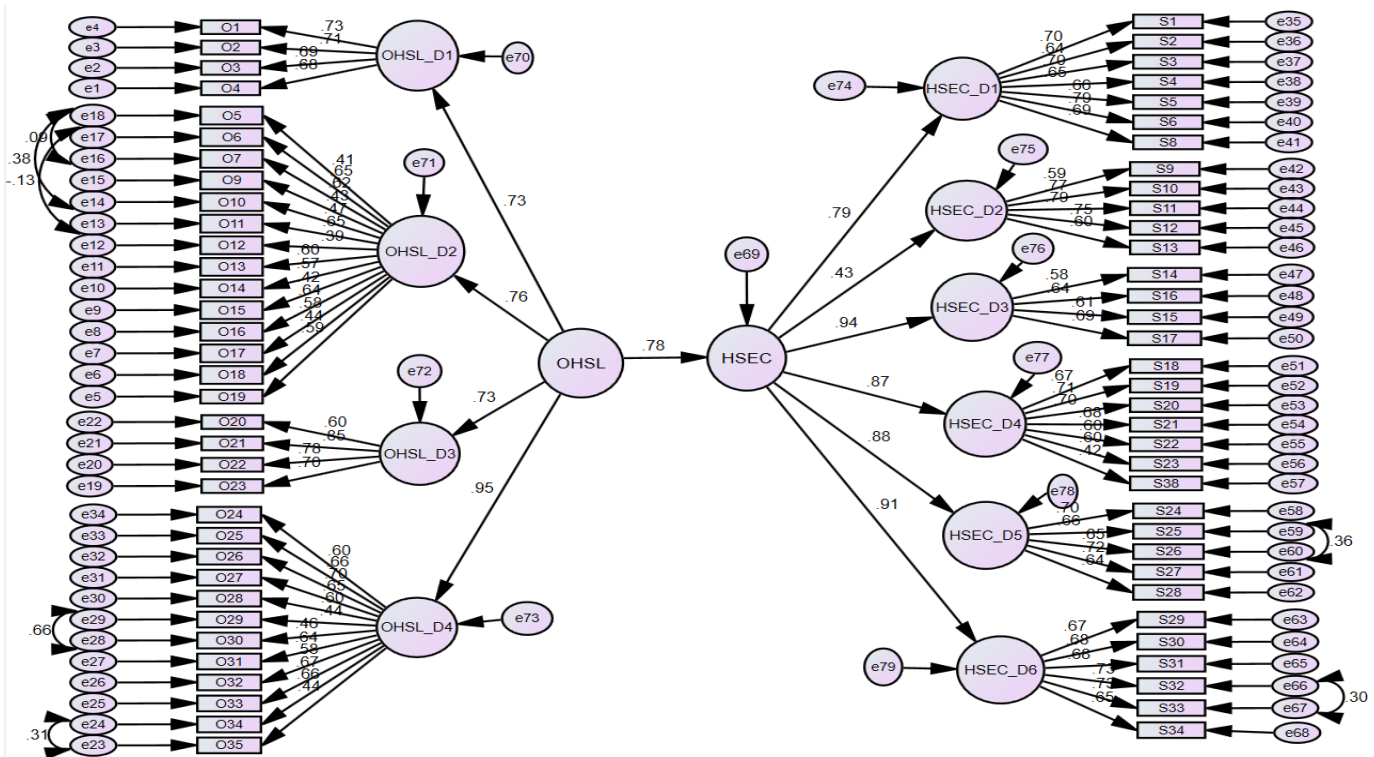 e4 O1
e3 O2
e2 O3
e1 O4
.73
.71
.69
.68
OHSL_D1
e70
e18 O5
e17 O6
e16 O7
e15 O9
e14 O10
e13 O11
e12 O12
e11 O13
e10 O14
e9 O15
e8 O16
e7 O17
e6 O18
e5 O19
.09
.38
-.13
.41
.65
.62
.43
.47
.65
.39
.60
.57
.42
.64
.58
.44
.59
e71
OHSL_D2
e22 O20
e21 O21
e20 O22
e19 O23
.60
.85
.78
.70
e72
OHSL_D3
e34 O24
e33 O25
e32 O26
e31 O27
e30 O28
e29 O29
e28 O30
e27 O31
e26 O32
e25 O33
e24 O34
e23 O35
.66
.31
.60
.66
.70
.65
.60
.44
.46
.64
.58
.67
.66
.44
OHSL_D4
e73
.73
.76
.73
.95
OHSL
.78
e69
HSEC
.79
.43
.94
.87
.88
.91
e74
HSEC_D1
.70
.64
.70
.65
.66
.79
.69
S1 e35
S2 e36
S3 e37
S4 e38
S5 e39
S6 e40
S8 e41
e75
HSEC_D2
.59
.77
.79
.75
.60
S9 e42
S10 e43
S11 e44
S12 e45
S13 e46
e76
HSEC_D3
.58
.64
.61
.69
S14 e47
S16 e48
S15 e49
S17 e50
e77
HSEC_D4
.67
.71
.70
.68
.60
.60
.42
S18 e51
S19 e52
S20 e53
S21 e54
S22 e55
S23 e56
S38 e57
e78
HSEC_D5
.70
.66
.65
.72
.64
S24 e58
S25 e59
S26 e60
S27 e61
S28 e62
.36
e79
HSEC_D6
.67
.68
.68
.73
.73
.65
S29 e63
S30 e64
S31 e65
S32 e66
S33 e67
S34 e68
.30